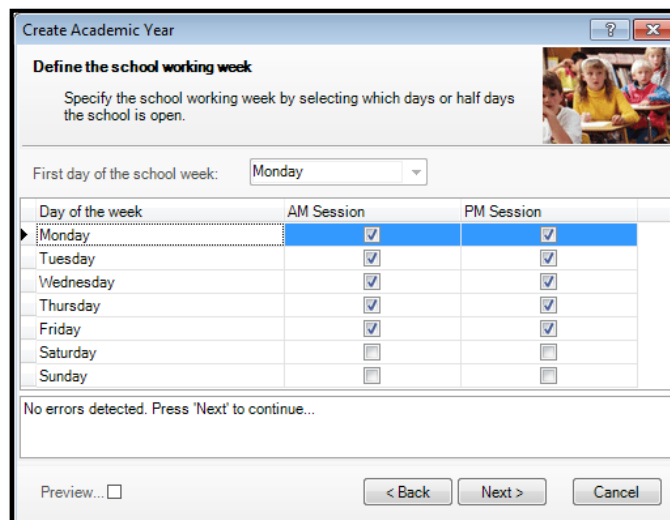 Create Academic Year
Define the school working week
Specify the school working week by selecting which days or half days
the school is open.
First day of the school week: Monday
Day of the week AM Session PM Session
Monday
Tuesday
Wednesday
Thursday
Friday
Saturday
Sunday
No errors detected. Press 'Next' to continue...
Preview... < Back Next > Cancel